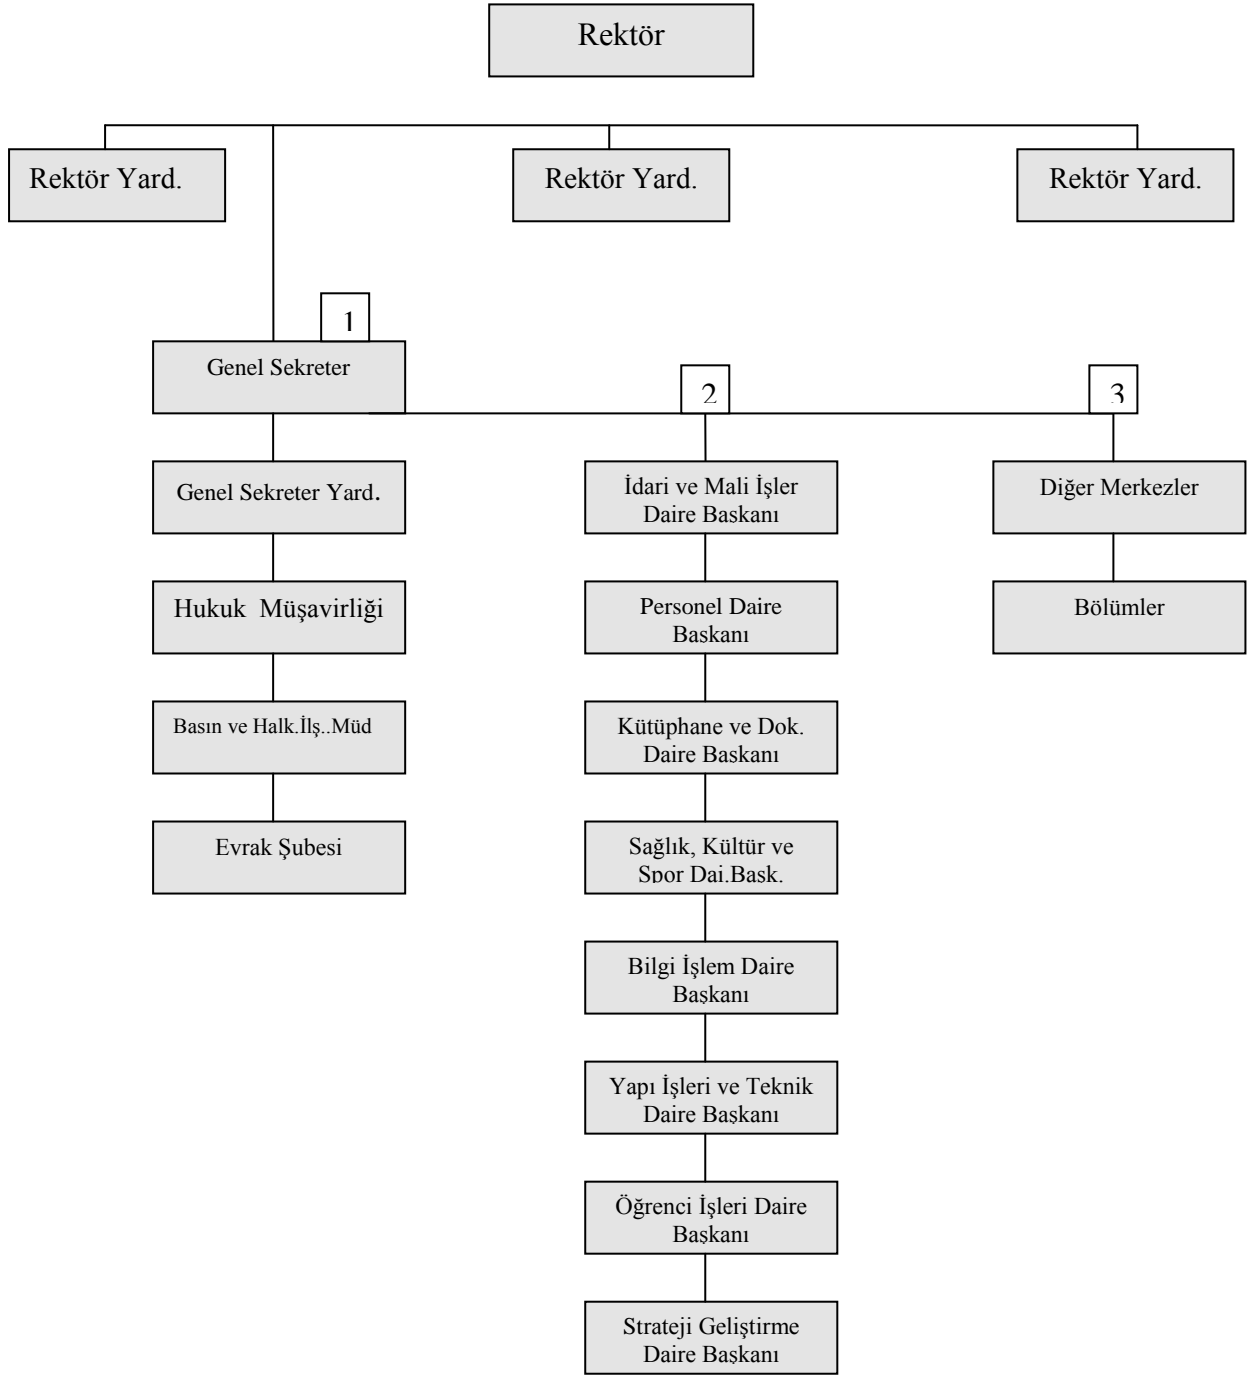 Rektör
Rektör Yard.
Rektör Yard.
Rektör Yard.
1
Genel Sekreter
2
3
Genel Sekreter Yard.
İdari ve Mali İşler
Daire Başkanı
Diğer Merkezler
Hukuk Müşavirliği
Personel Daire
Başkanı
Bölümler
Basın ve Halk.İlş..Müd
Kütüphane ve Dok.
Daire Başkanı
Evrak Şubesi
Sağlık, Kültür ve
Spor Dai.Başk.
Bilgi İşlem Daire
Başkanı
Yapı İşleri ve Teknik
Daire Başkanı
Öğrenci İşleri Daire
Başkanı
Strateji Geliştirme
Daire Başkanı